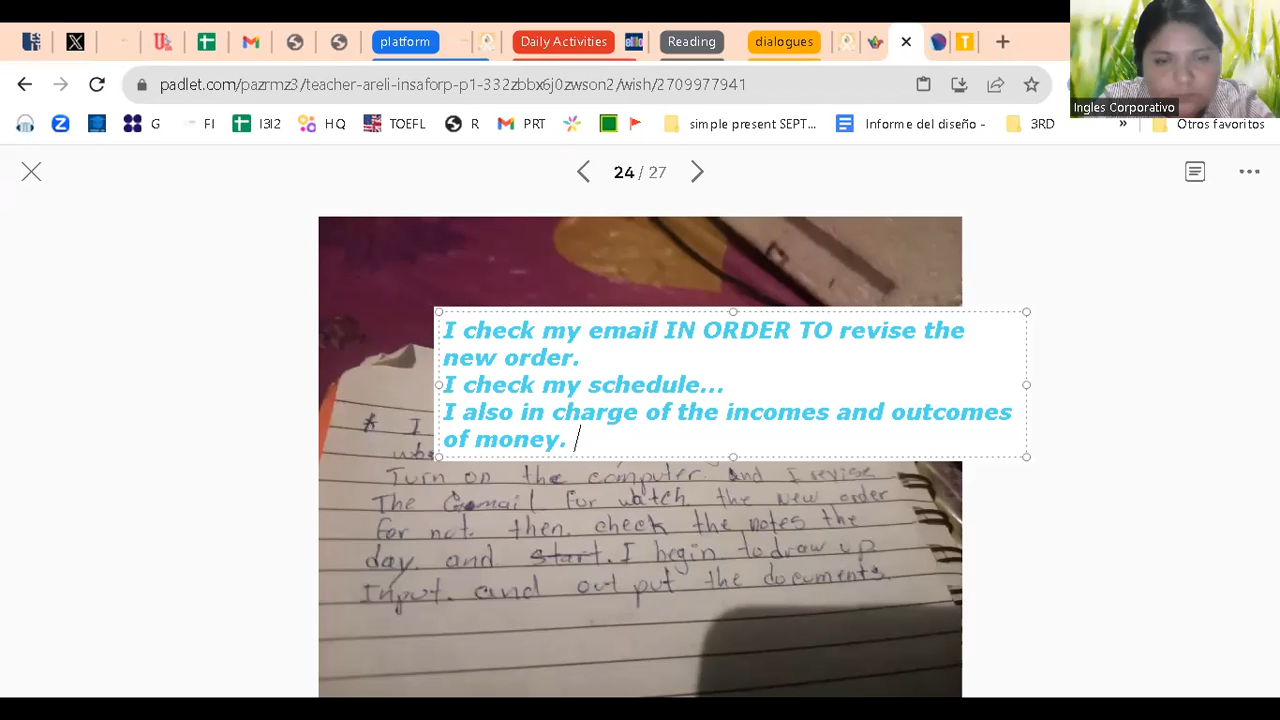 platform
Daily Activities
Reading
dialogues
padlet.com/pazrmz3/teacher-areli-insaforp-p1-332zbbx6j0zwson2/wish/2709977941
Ingles Corporativo
G
FI
I3I2
HQ
TOEFL
R
PRT
simple present SEPT...
Informe del diseño -
3RD
»
Otros favoritos
24 / 27
I check my email IN ORDER TO revise the
new order.
I check my schedule...
I also in charge of the incomes and outcomes
of money.
* I
Turn on the computer. and I revise
The Gmail for watch the new order
for not. then. check the notes the
day. and start. I begin to draw up
Input. and out put the documents.